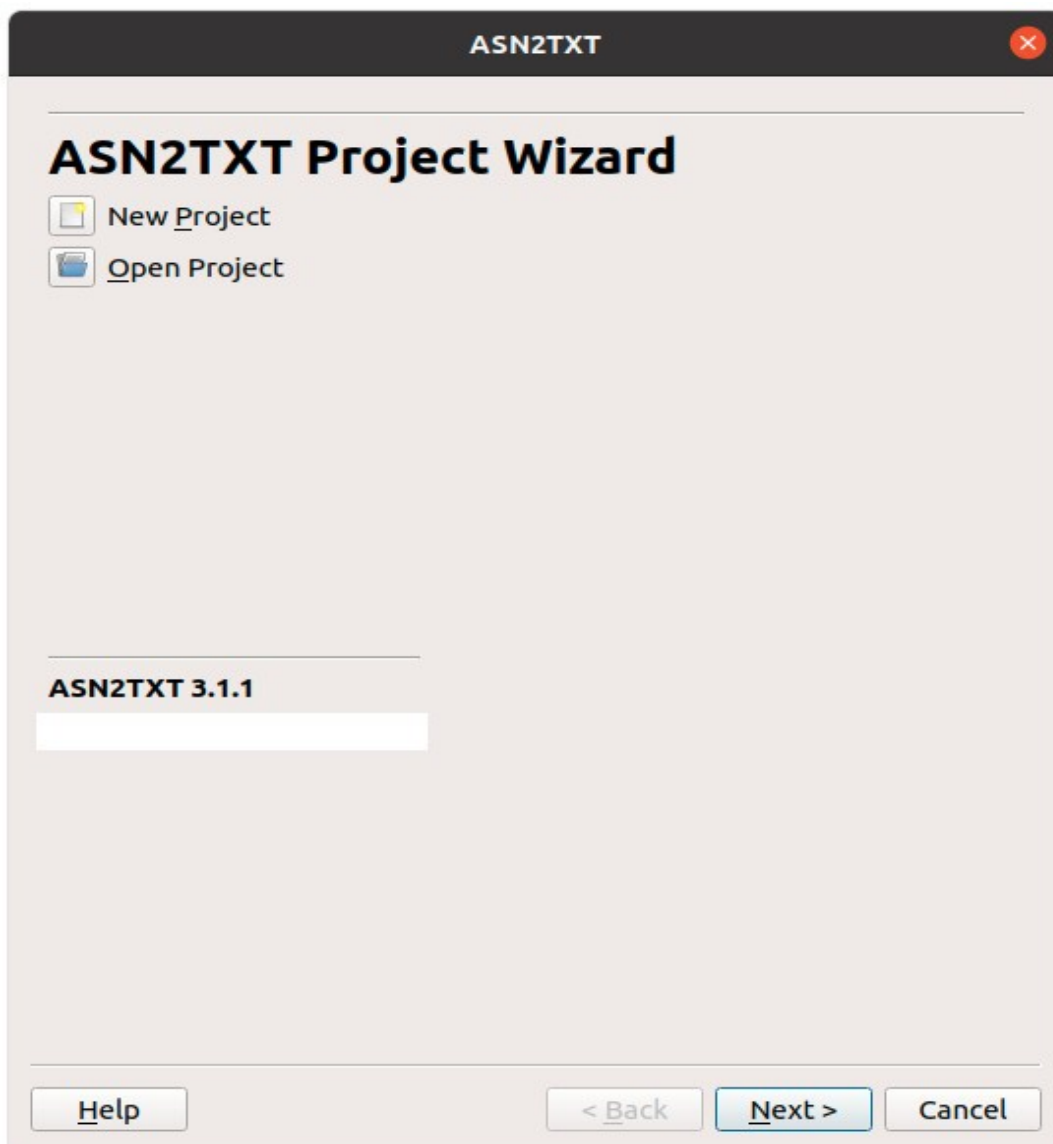 ASN2TXT
ASN2TXT Project Wizard
New Project
Open Project
ASN2TXT 3.1.1
Help
< Back
Next >
Cancel